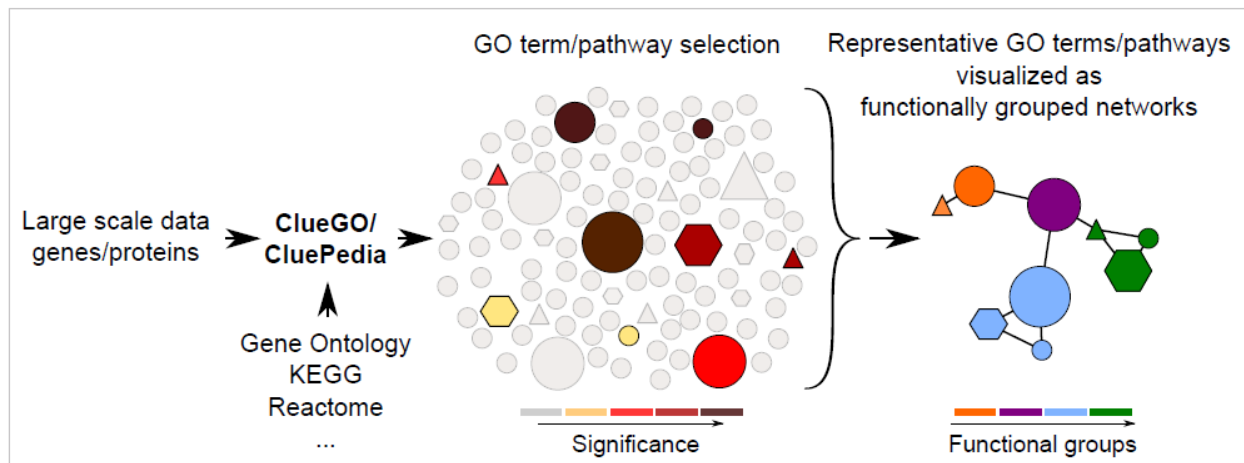 GO term/pathway selection
Representative GO terms/pathways
visualized as
functionally grouped networks
Large scale data
genes/proteins
ClueGO/
CluePedia
Gene Ontology
KEGG
Reactome
...
Significance
Functional groups